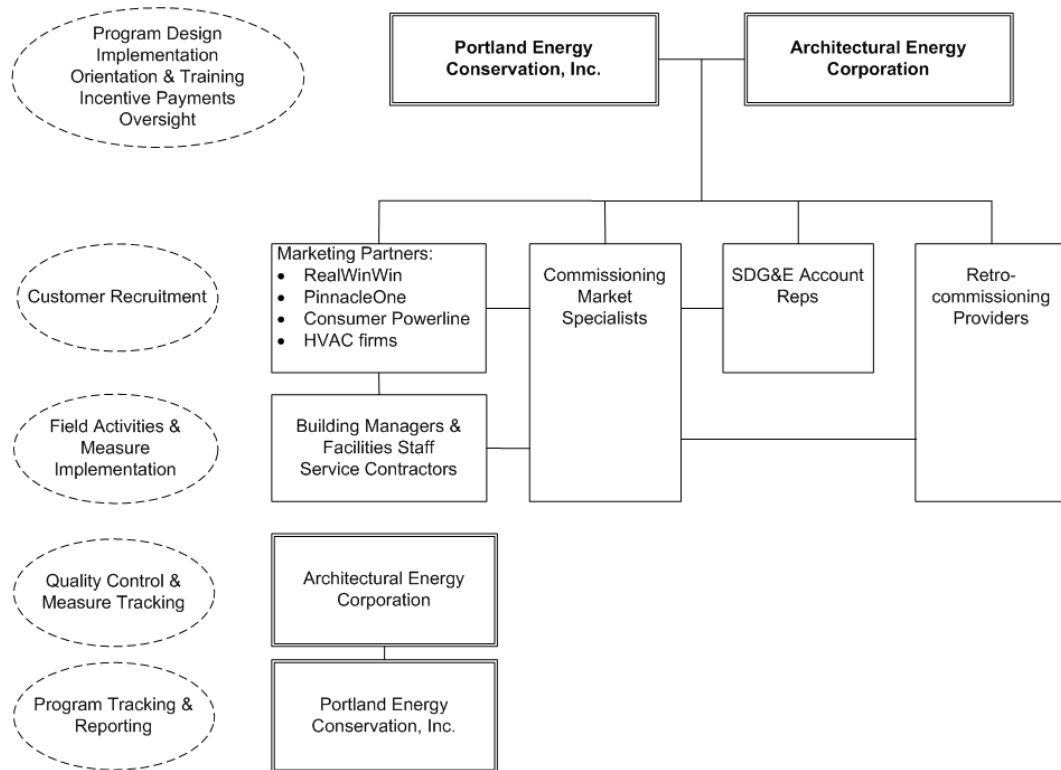 Program Design
Implementation
Orientation & Training
Incentive Payments
Oversight
Portland Energy
Conservation, Inc.
Architectural Energy
Corporation
Customer Recruitment
Marketing Partners:
• RealWinWin
• PinnacleOne
• Consumer Powerline
• HVAC firms
Commissioning
Market
Specialists
SDG&E Account
Reps
Retro-
commissioning
Providers
Field Activities &
Measure
Implementation
Building Managers &
Facilities Staff
Service Contractors
Quality Control &
Measure Tracking
Architectural Energy
Corporation
Program Tracking &
Reporting
Portland Energy
Conservation, Inc.